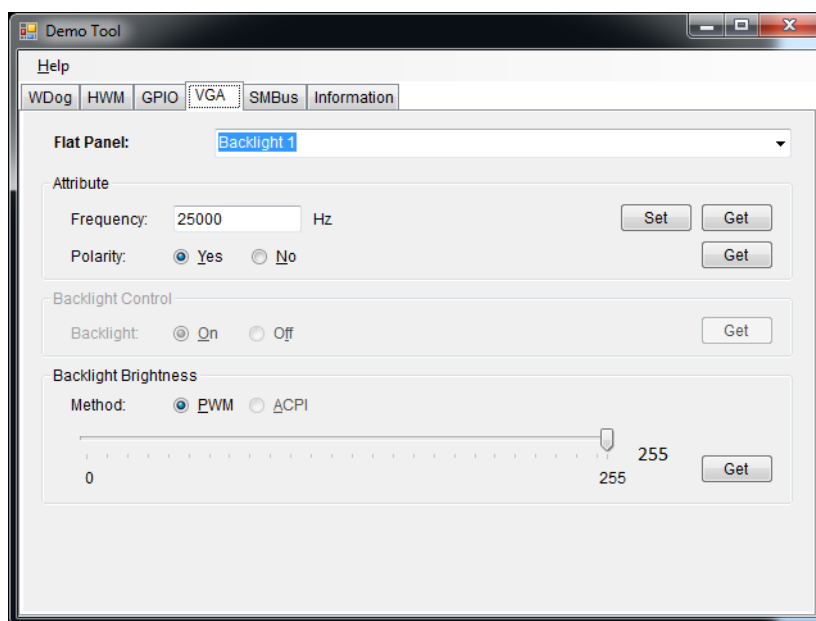 Demo Tool
Help
WDog HWM GPIO VGA SMBus Information
Flat Panel: Backlight 1
Attribute
Frequency: 25000 Hz Set Get
Polarity: Yes No Get
Backlight Control
Backlight: On Off Get
Backlight Brightness
Method: PWM ACPI
255
0 255 Get